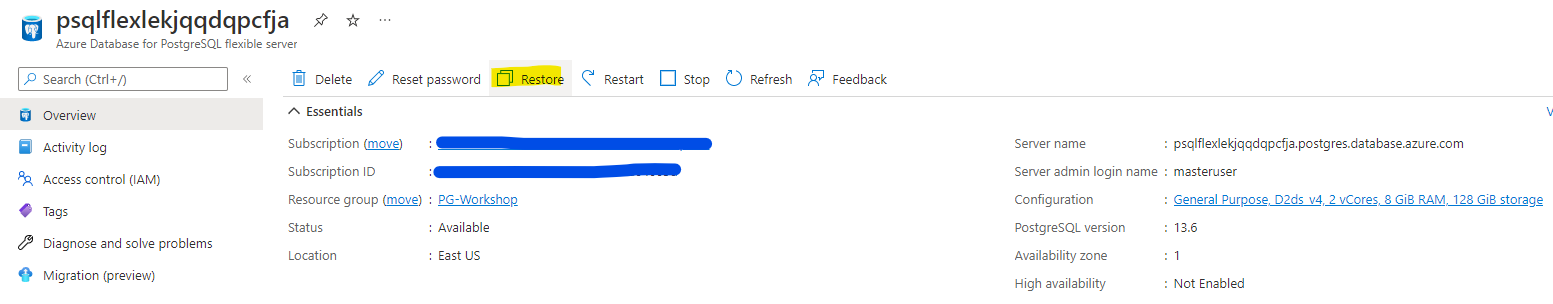 psqlflexlekjqqdqpcfja ...
Azure Database for PostgreSQL flexible server
Search (Ctrl+/) «
Delete Reset password Restore Restart Stop Refresh Feedback
Overview
Activity log
Access control (IAM)
Tags
Diagnose and solve problems
Migration (preview)
Essentials V
Subscription (move) :
Subscription ID :
Resource group (move) : PG-Workshop
Status : Available
Location : East US
Server name : psqlflexlekjqqdqpcfja.postgres.database.azure.com
Server admin login name : masteruser
Configuration : General Purpose, D2ds_v4, 2 vCores, 8 GiB RAM, 128 GiB storage
PostgreSQL version : 13.6
Availability zone : 1
High availability : Not Enabled